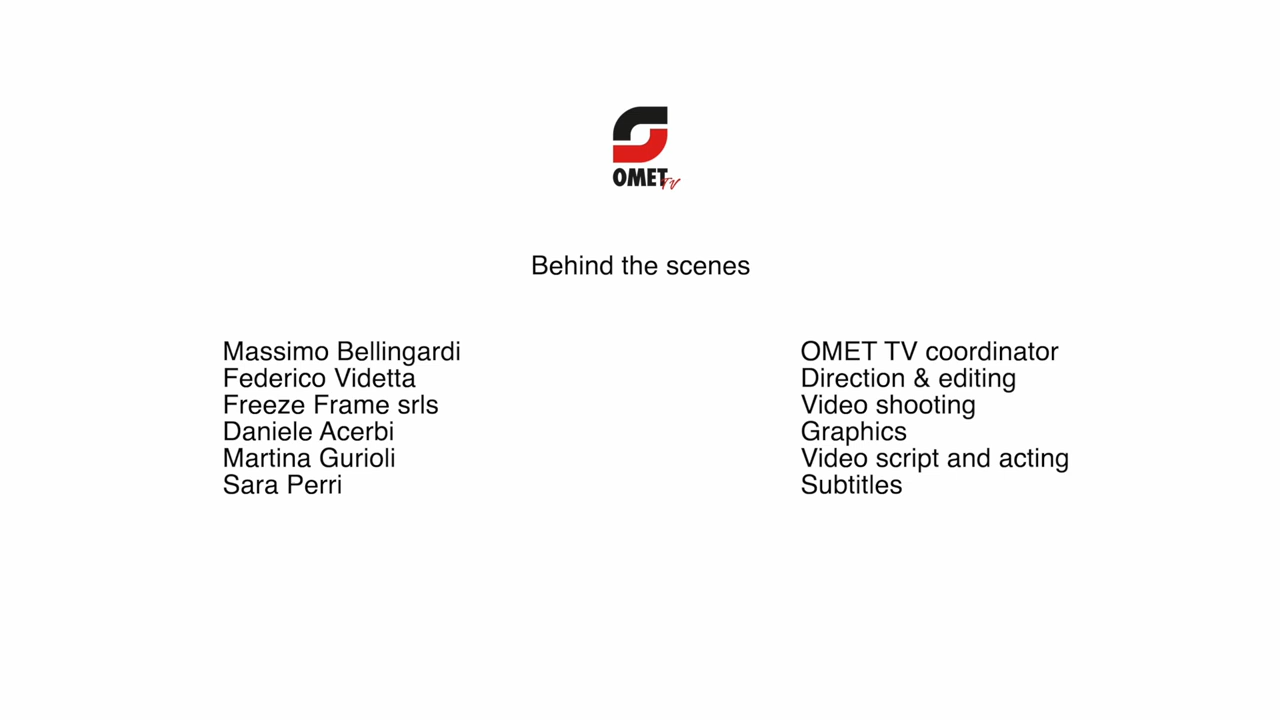 OMET TV
Behind the scenes
Massimo Bellingardi OMET TV coordinator
Federico Videtta Direction & editing
Freeze Frame srls Video shooting
Daniele Acerbi Graphics
Martina Gurioli Video script and acting
Sara Perri Subtitles